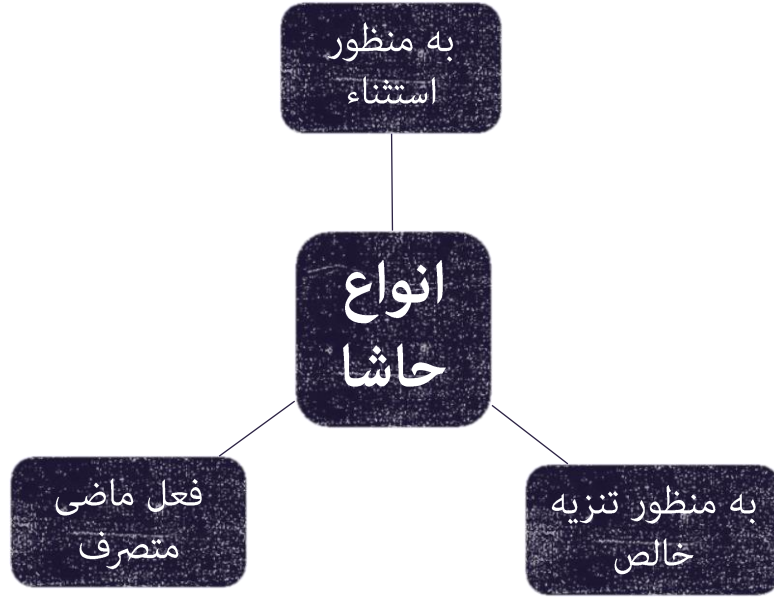 به منظور
استثناء
انواع
حاشا
به منظور تنزیه
خالص
فعل ماضی
متصرف